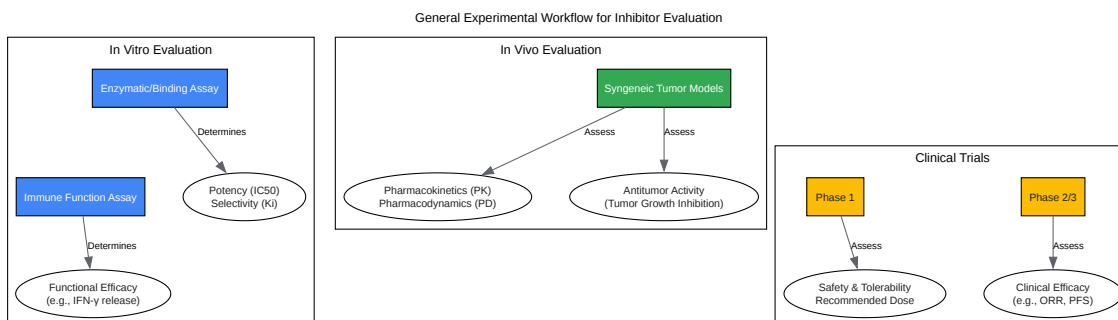 General Experimental Workflow for Inhibitor Evaluation
In Vitro Evaluation
Enzymatic/Binding Assay
Determines
Potency (IC50)
Selectivity (Ki)
Immune Function Assay
Determines
Functional Efficacy
(e.g., IFN-γ release)
In Vivo Evaluation
Syngeneic Tumor Models
Assess
Assess
Pharmacokinetics (PK)
Pharmacodynamics (PD)
Antitumor Activity
(Tumor Growth Inhibition)
Clinical Trials
Phase 1
Assess
Safety & Tolerability
Recommended Dose
Phase 2/3
Assess
Clinical Efficacy
(e.g., ORR, PFS)